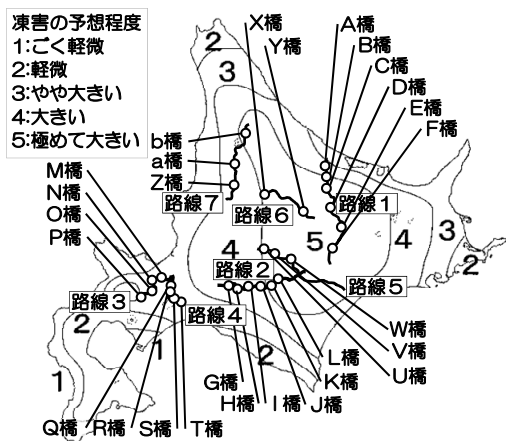 凍害の予想程度
1:ごく軽微
2:軽微
3:やや大きい
4:大きい
5:極めて大きい
X橋
Y橋
A橋
B橋
C橋
D橋
E橋
F橋
2
3
b橋
a橋
Z橋
路線7
路線6
路線1
M橋
N橋
O橋
P橋
5
4
3
2
4
路線2
路線5
路線3
路線4
2
1
1
2
W橋
V橋
U橋
L橋
K橋
J橋
I橋
H橋
G橋
Q橋
R橋
S橋
T橋